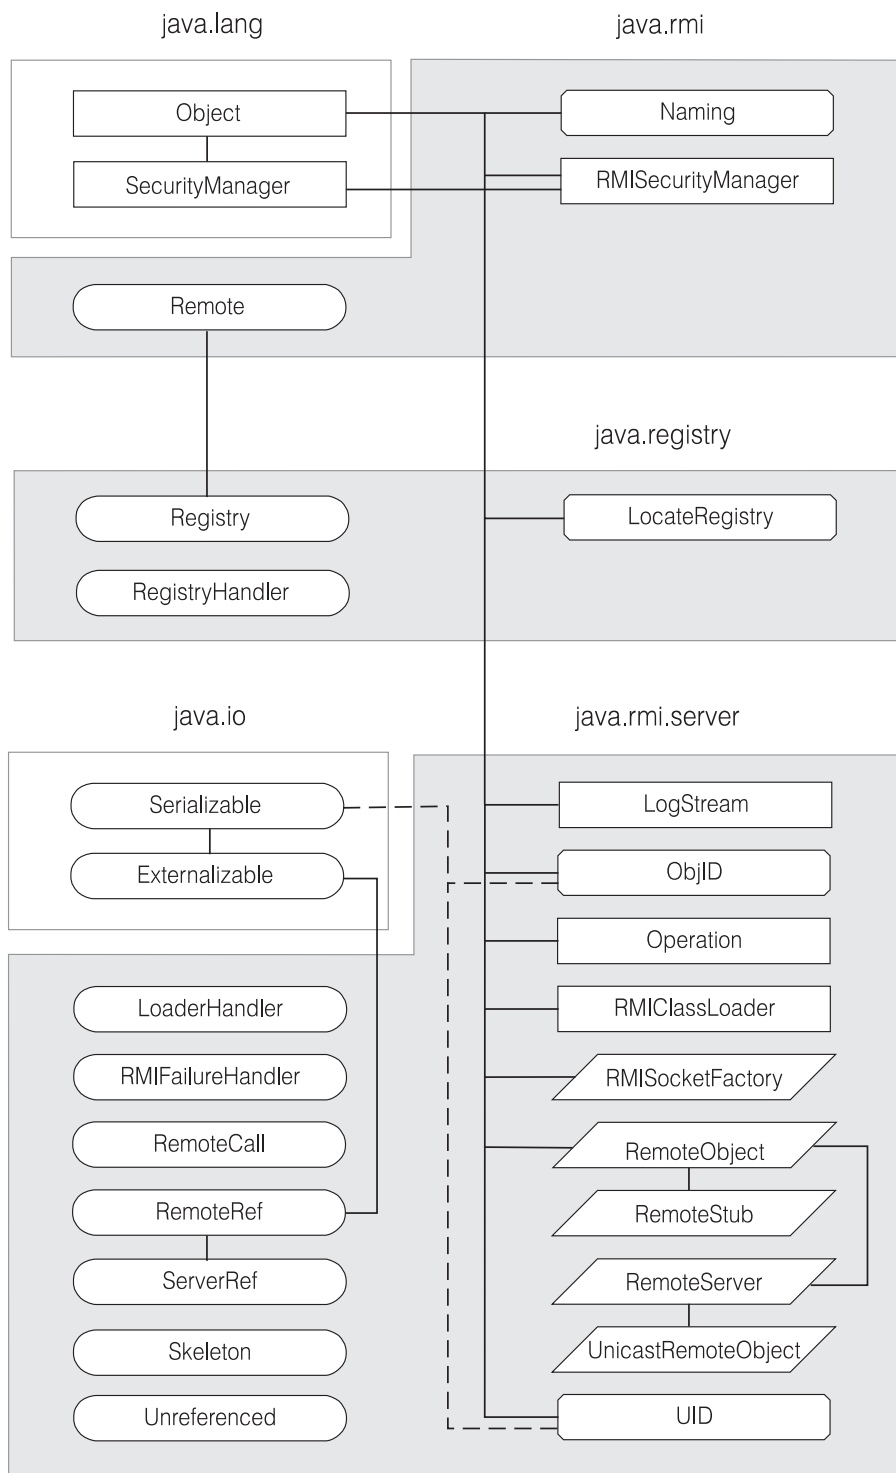 java.lang
java.rmi
Object
Naming
SecurityManager
RMISecurityManager
Remote
java.registry
Registry
LocateRegistry
RegistryHandler
java.io
java.rmi.server
Serializable
LogStream
Externalizable
ObjID
Operation
LoaderHandler
RMIClassLoader
RMIFailureHandler
RMISocketFactory
RemoteCall
RemoteObject
RemoteRef
RemoteStub
ServerRef
RemoteServer
Skeleton
UnicastRemoteObject
Unreferenced
UID